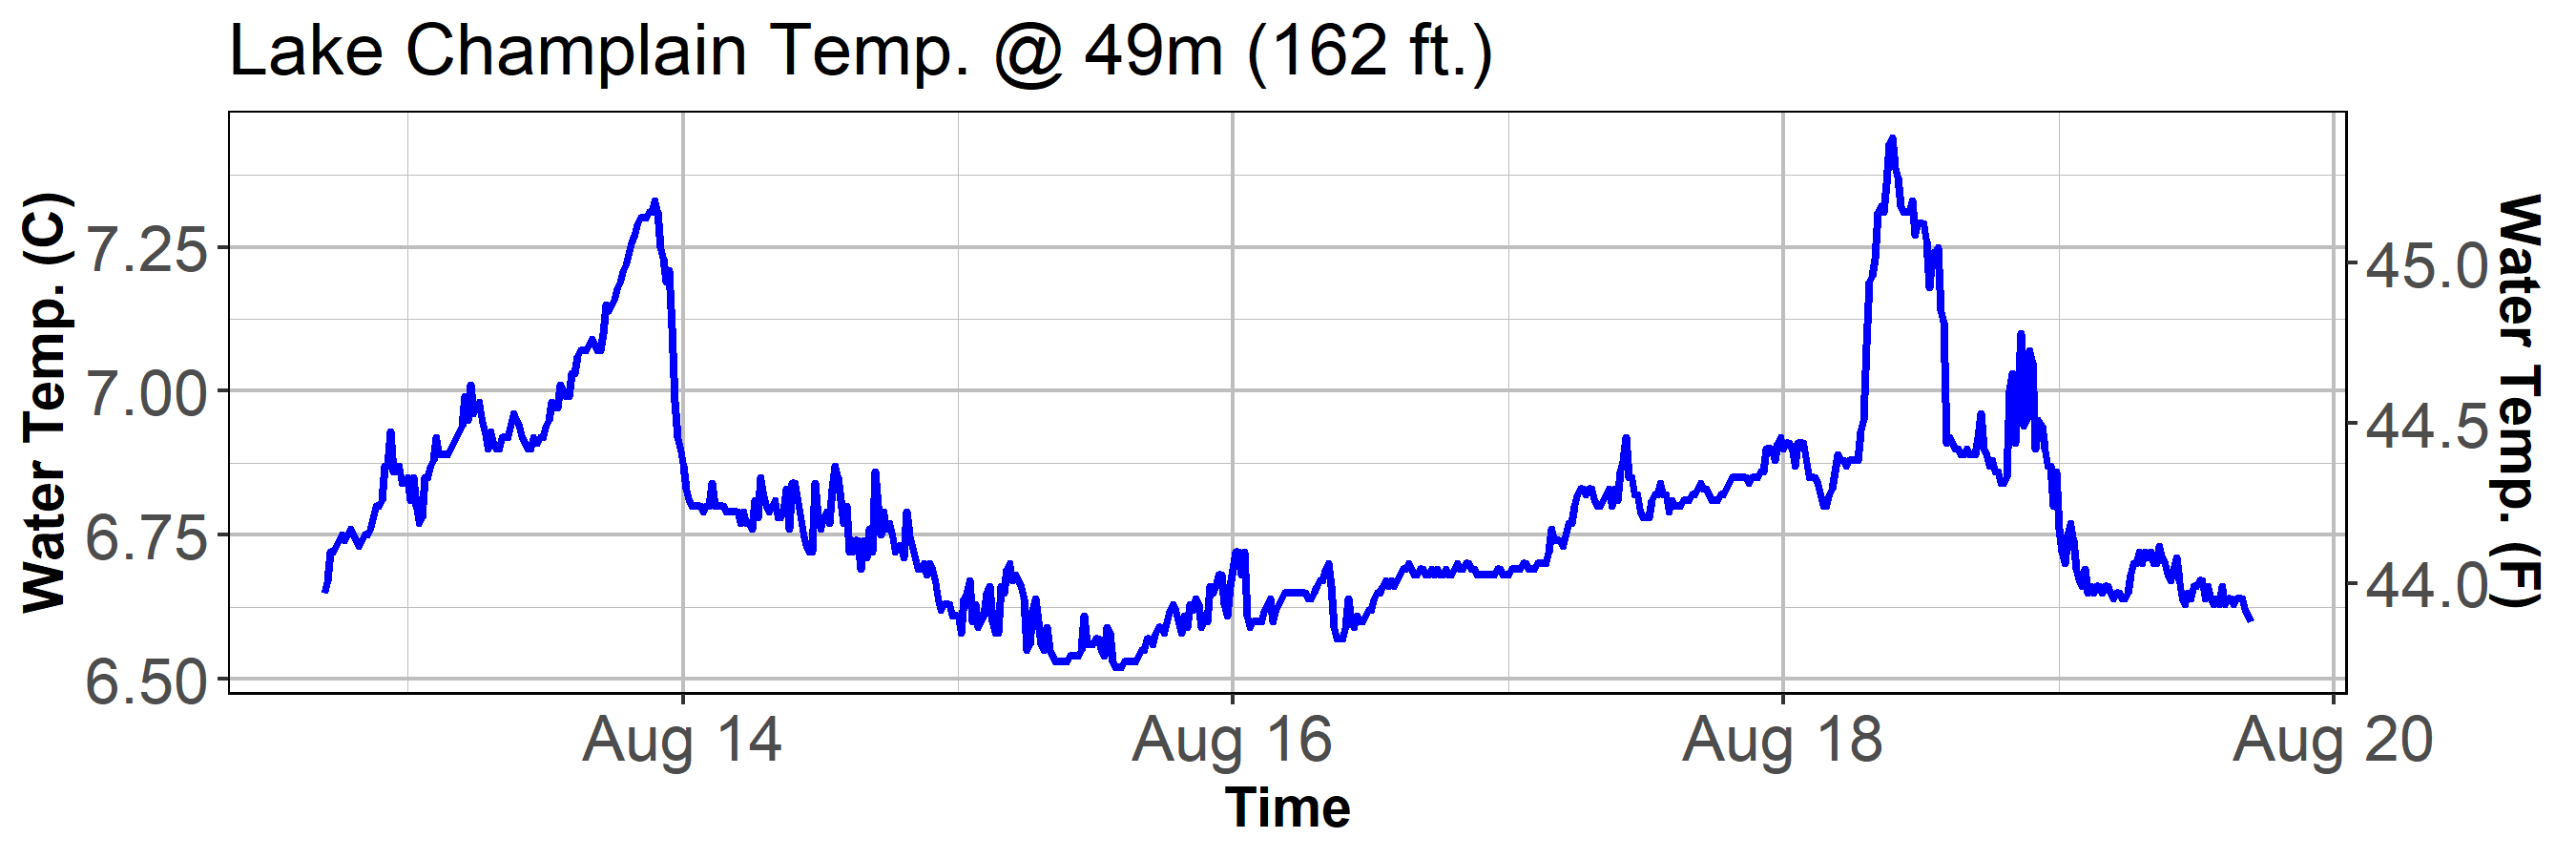 Lake Champlain Temp. @ 49m (162 ft.)
Water Temp. (C)
7.25
7.00
6.75
6.50
45.0
44.5
44.0
Water Temp. (F)
Aug 14
Aug 16
Aug 18
Aug 20
Time